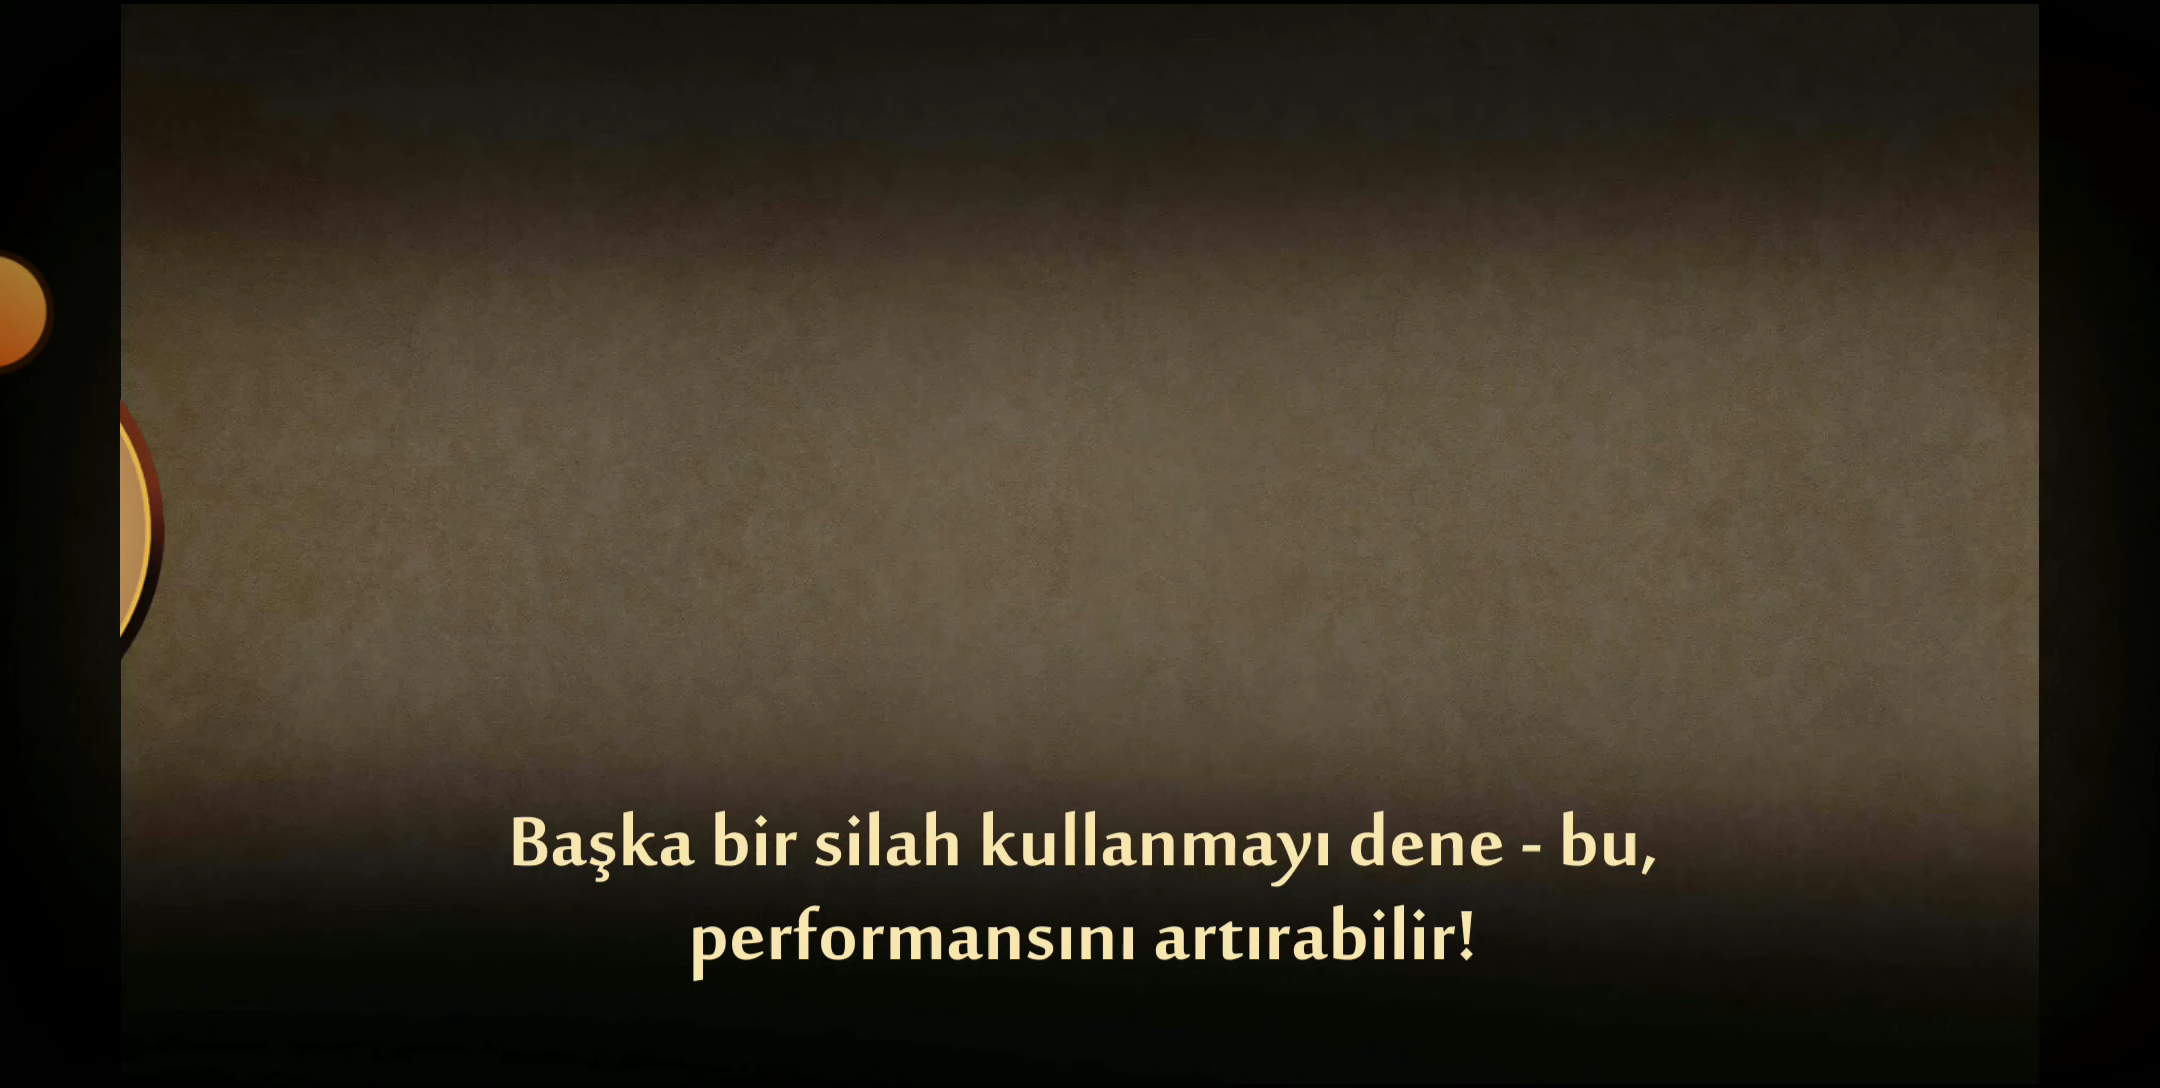 Başka bir silah kullanmayı dene - bu,
performansını artırabilir!